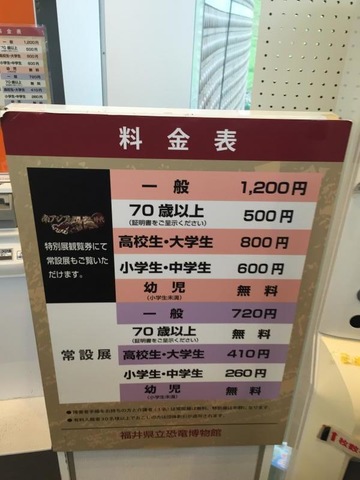 料金表
特別展観覧券にて
常設展もご覧いた
だけます。
一般 1,200円
70歳以上 500円
(証明書をご呈示ください)
高校生・大学生 800円
小学生・中学生 600円
幼児 無料
(小学生未満)
常設展
一般 720円
70歳以上 無料
(証明書をご呈示ください)
高校生・大学生 410円
小学生・中学生 260円
幼児 無料
(小学生未満)
福井県立恐竜博物館